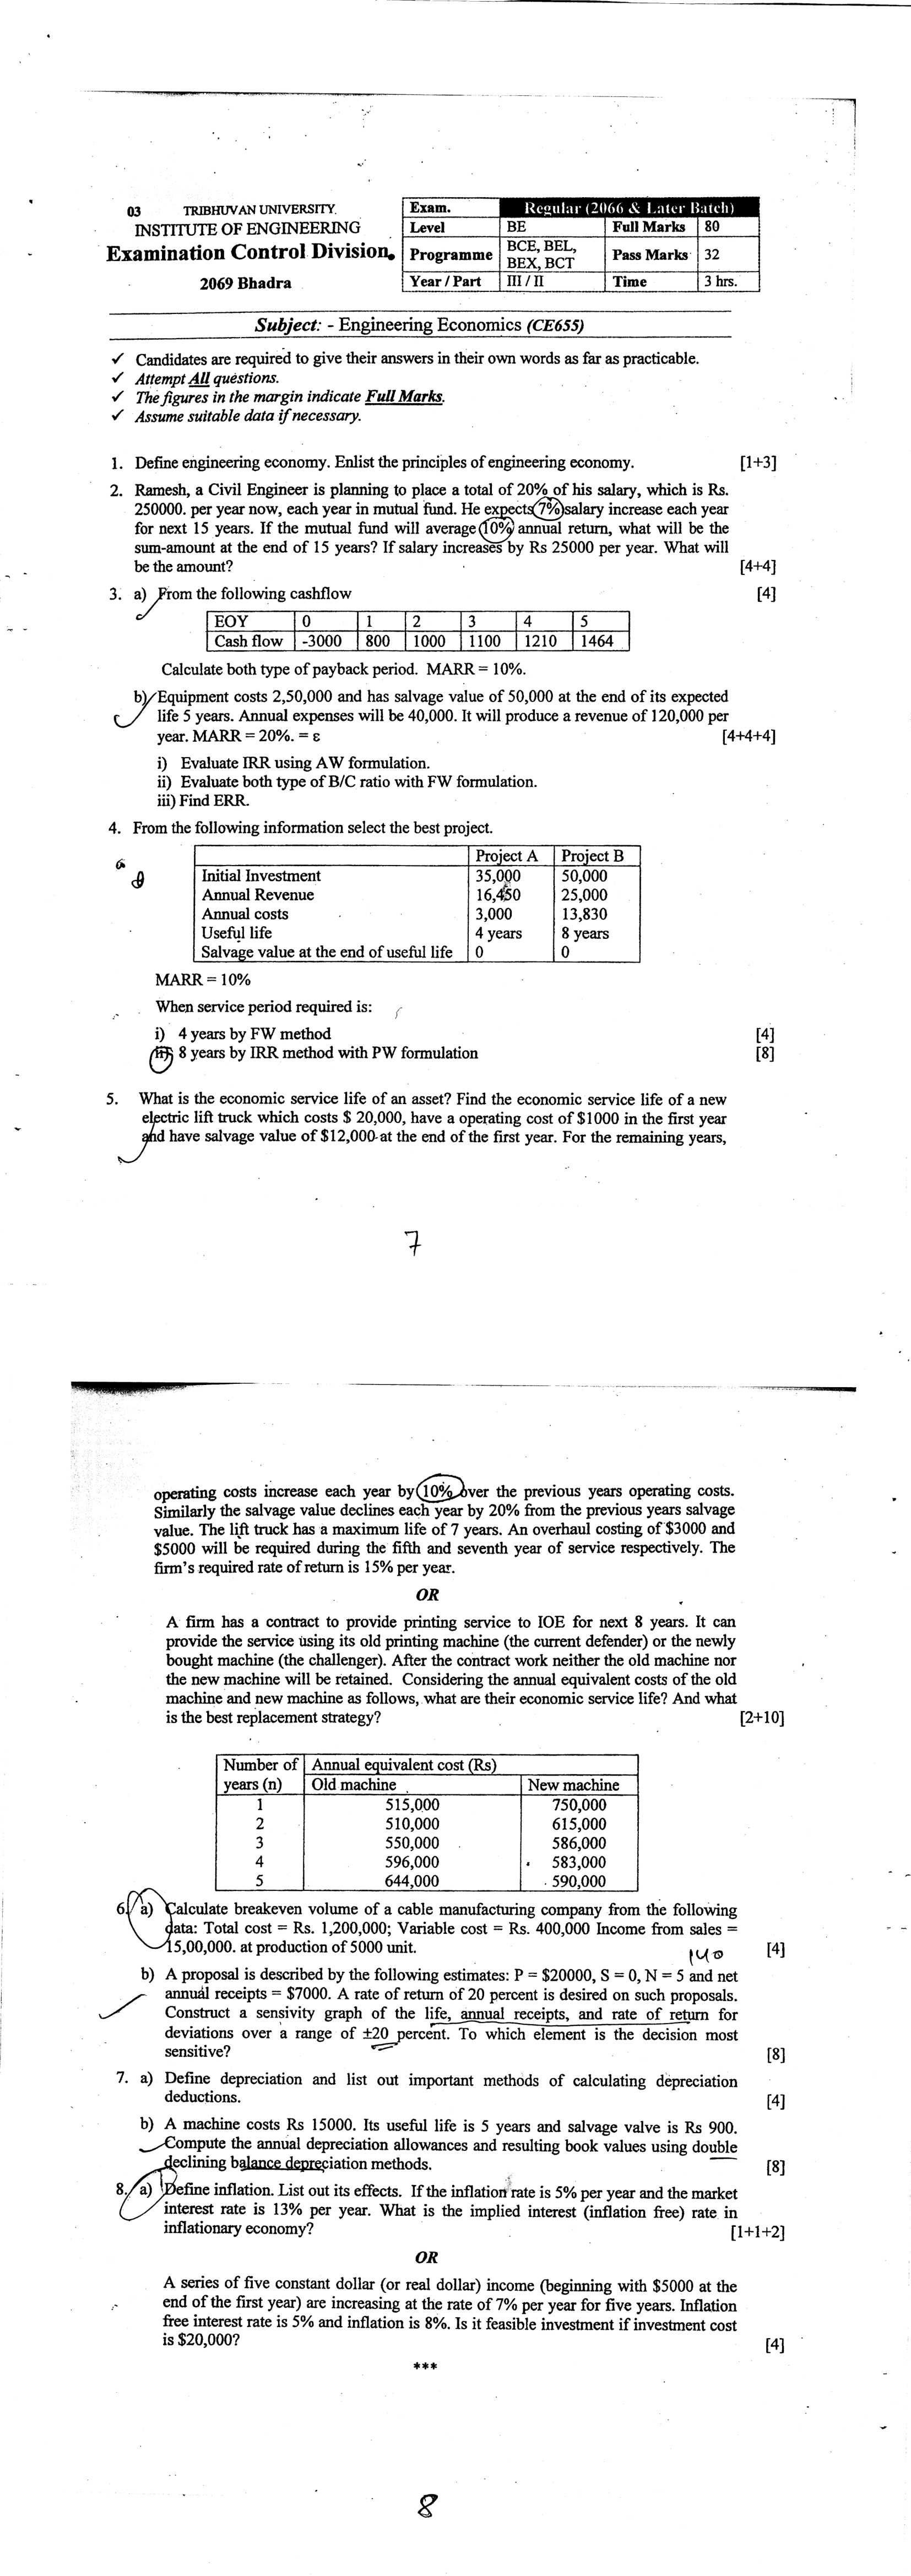 03 TRIBHUVAN UNIVERSITY.
INSTITUTE OF ENGINEERING
Examination Control Division.
2069 Bhadra
Exam. Regular (2066 & Later Batch)
Level BE Full Marks 80
Programme BCE, BEL, BEX, BCT Pass Marks 32
Year / Part III / II Time 3 hrs.
Subject: - Engineering Economics (CE655)
✓ Candidates are required to give their answers in their own words as far as practicable.
✓ Attempt All questions.
✓ The figures in the margin indicate Full Marks.
✓ Assume suitable data if necessary.
1. Define engineering economy. Enlist the principles of engineering economy. [1+3]
2. Ramesh, a Civil Engineer is planning to place a total of 20% of his salary, which is Rs.
250000. per year now, each year in mutual fund. He expects 7% salary increase each year
for next 15 years. If the mutual fund will average 10% annual return, what will be the
sum-amount at the end of 15 years? If salary increases by Rs 25000 per year. What will
be the amount? [4+4]
3. a) From the following cashflow [4]
EOY 0 1 2 3 4 5
Cash flow -3000 800 1000 1100 1210 1464
Calculate both type of payback period. MARR = 10%.
b) Equipment costs 2,50,000 and has salvage value of 50,000 at the end of its expected
life 5 years. Annual expenses will be 40,000. It will produce a revenue of 120,000 per
year. MARR = 20%. = ε [4+4+4]
i) Evaluate IRR using AW formulation.
ii) Evaluate both type of B/C ratio with FW formulation.
iii) Find ERR.
4. From the following information select the best project.
Project A Project B
Initial Investment 35,000 50,000
Annual Revenue 16,450 25,000
Annual costs 3,000 13,830
Useful life 4 years 8 years
Salvage value at the end of useful life 0 0
MARR = 10%
When service period required is:
i) 4 years by FW method [4]
ii) 8 years by IRR method with PW formulation [8]
5. What is the economic service life of an asset? Find the economic service life of a new
electric lift truck which costs $ 20,000, have a operating cost of $1000 in the first year
and have salvage value of $12,000 at the end of the first year. For the remaining years,
7
operating costs increase each year by 10% over the previous years operating costs.
Similarly the salvage value declines each year by 20% from the previous years salvage
value. The lift truck has a maximum life of 7 years. An overhaul costing of $3000 and
$5000 will be required during the fifth and seventh year of service respectively. The
firm's required rate of return is 15% per year.
OR
A firm has a contract to provide printing service to IOE for next 8 years. It can
provide the service using its old printing machine (the current defender) or the newly
bought machine (the challenger). After the contract work neither the old machine nor
the new machine will be retained. Considering the annual equivalent costs of the old
machine and new machine as follows, what are their economic service life? And what
is the best replacement strategy? [2+10]
Number of years (n) Annual equivalent cost (Rs)
Old machine New machine
1 515,000 750,000
2 510,000 615,000
3 550,000 586,000
4 596,000 583,000
5 644,000 590,000
6. a) Calculate breakeven volume of a cable manufacturing company from the following
data: Total cost = Rs. 1,200,000; Variable cost = Rs. 400,000 Income from sales =
15,00,000. at production of 5000 unit. [4]
140
b) A proposal is described by the following estimates: P = $20000, S = 0, N = 5 and net
annual receipts = $7000. A rate of return of 20 percent is desired on such proposals.
Construct a sensivity graph of the life, annual receipts, and rate of return for
deviations over a range of ±20 percent. To which element is the decision most
sensitive? [8]
7. a) Define depreciation and list out important methods of calculating depreciation
deductions. [4]
b) A machine costs Rs 15000. Its useful life is 5 years and salvage valve is Rs 900.
Compute the annual depreciation allowances and resulting book values using double
declining balance depreciation methods. [8]
8. a) Define inflation. List out its effects. If the inflation rate is 5% per year and the market
interest rate is 13% per year. What is the implied interest (inflation free) rate in
inflationary economy? [1+1+2]
OR
A series of five constant dollar (or real dollar) income (beginning with $5000 at the
end of the first year) are increasing at the rate of 7% per year for five years. Inflation
free interest rate is 5% and inflation is 8%. Is it feasible investment if investment cost
is $20,000? [4]
***
8